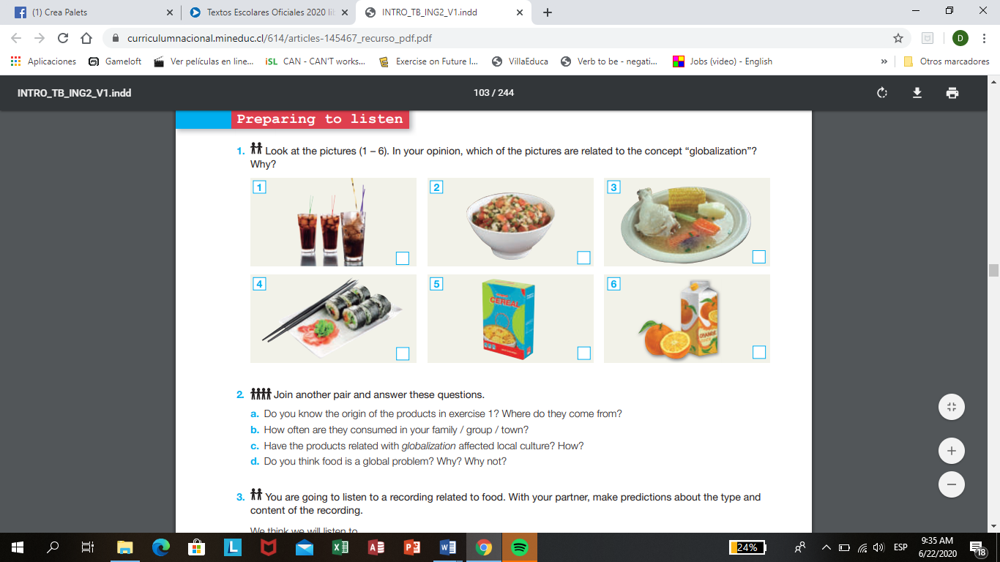 (1) Crea Palets
Textos Escolares Oficiales 2020 lib
INTRO_TB_ING2_V1.indd
curriculumnacional.mineduc.cl/614/articles-145467_recurso_pdf.pdf
D
Aplicaciones
Gameloft
Ver películas en line...
iSL
CAN - CAN'T works...
Exercise on Future I...
VillaEduca
Verb to be - negati...
Jobs (video) - English
»
Otros marcadores
INTRO_TB_ING2_V1.indd
103 / 244
Preparing to listen
1. Look at the pictures (1 – 6). In your opinion, which of the pictures are related to the concept “globalization”?
Why?
1
2
3
4
5
CEREAL
6
ORANGE
2. Join another pair and answer these questions.
a. Do you know the origin of the products in exercise 1? Where do they come from?
b. How often are they consumed in your family / group / town?
c. Have the products related with globalization affected local culture? How?
d. Do you think food is a global problem? Why? Why not?
3. You are going to listen to a recording related to food. With your partner, make predictions about the type and
content of the recording.
We think we will listen to
24%
ESP
9:35 AM
6/22/2020
18